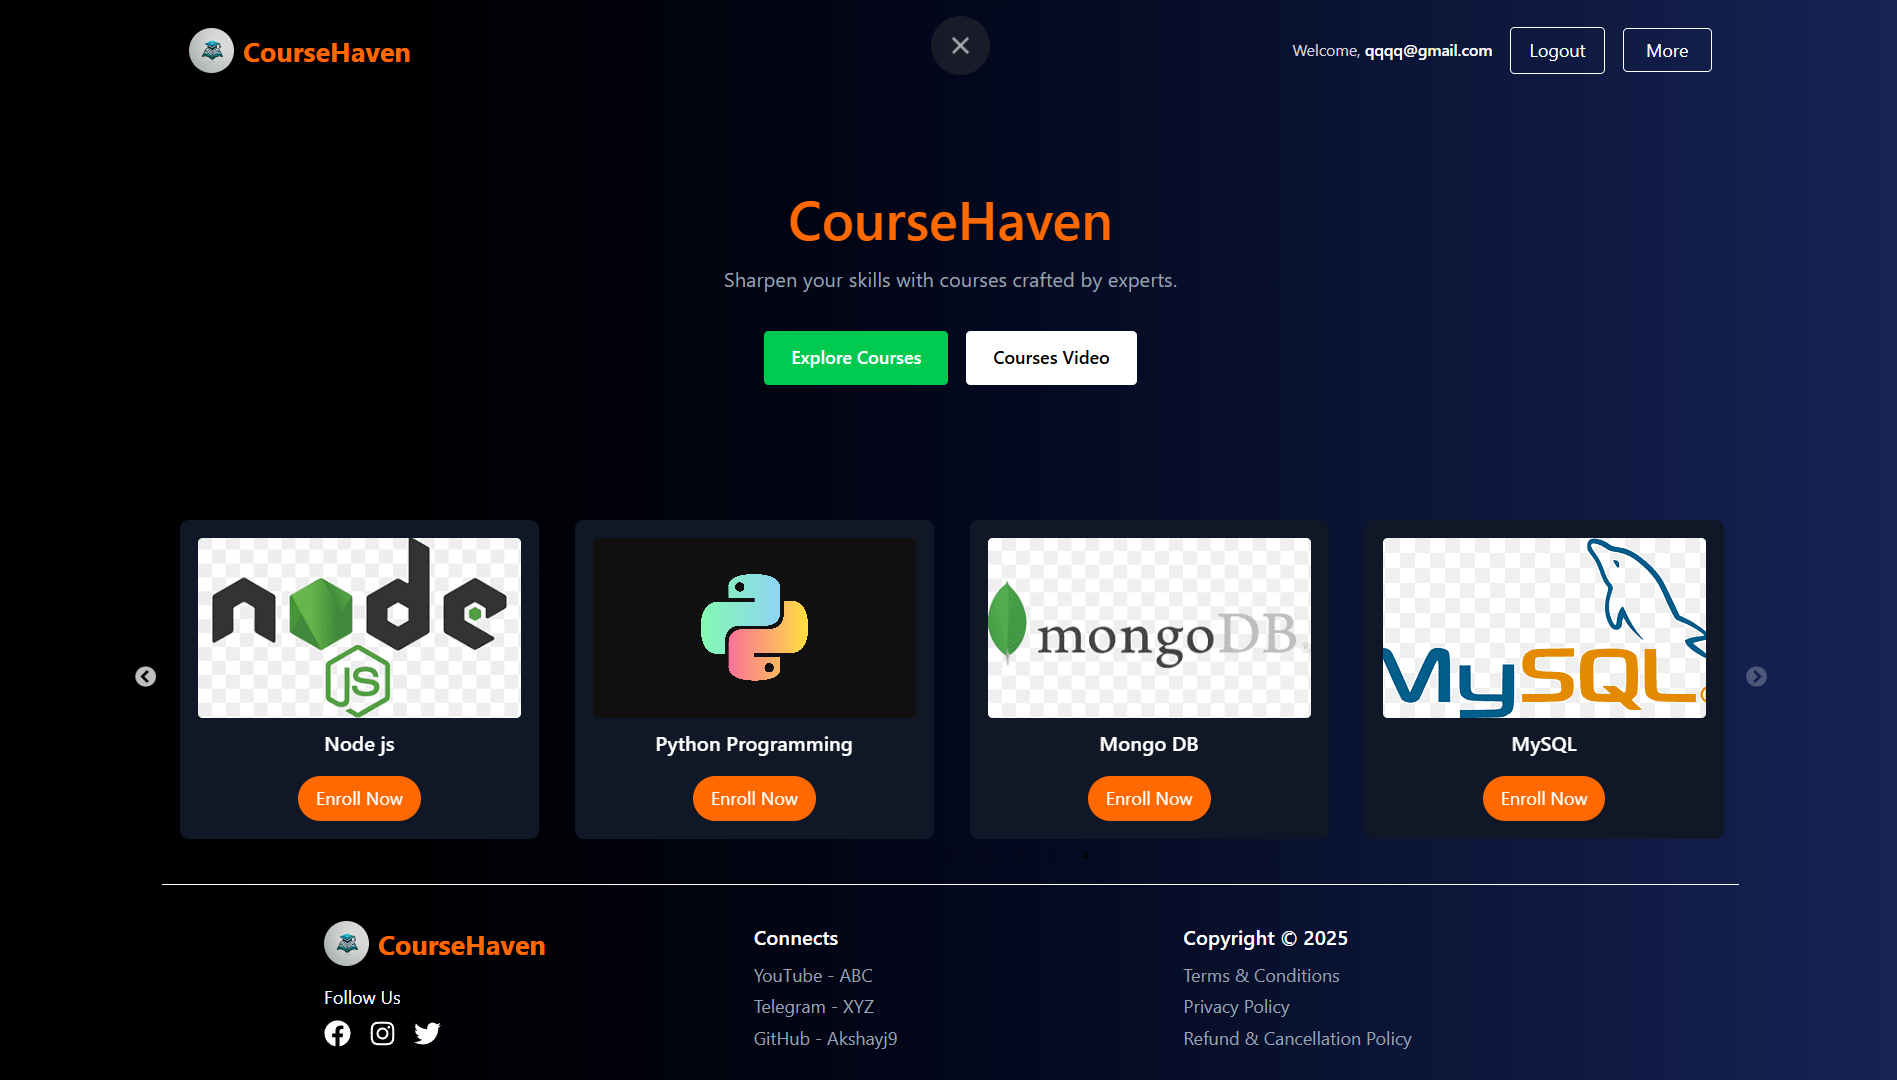 CourseHaven
Welcome, qqqq@gmail.com
Logout
More
CourseHaven
Sharpen your skills with courses crafted by experts.
Explore Courses
Courses Video
node
JS
mongoDB
MySQL
Node js
Python Programming
Mongo DB
MySQL
Enroll Now
Enroll Now
Enroll Now
Enroll Now
CourseHaven
Follow Us
Connects
YouTube - ABC
Telegram - XYZ
GitHub - Akshayj9
Copyright © 2025
Terms & Conditions
Privacy Policy
Refund & Cancellation Policy